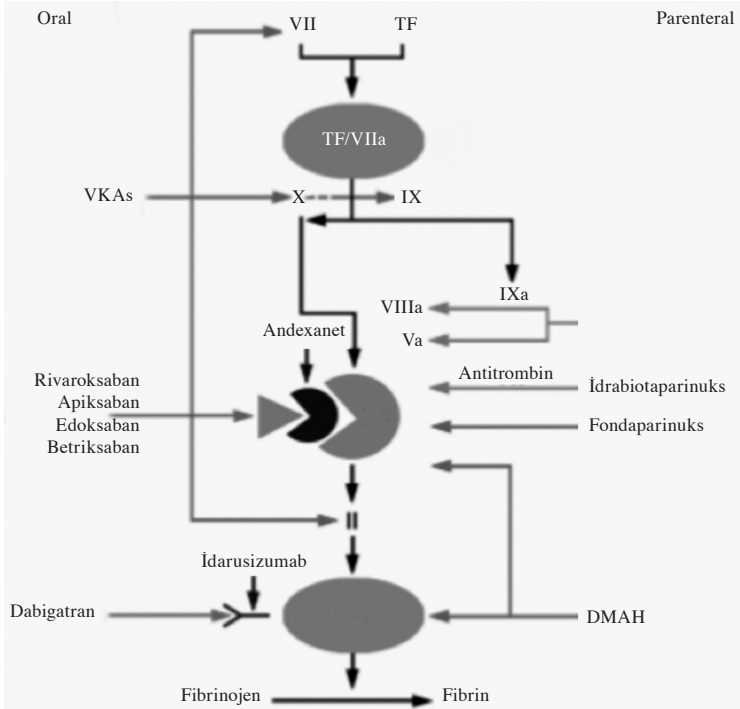 Oral
Parenteral
VII TF
TF/VIIa
VKAs X IX
IXa
VIIIa
Va
Andexanet
Antitrombin
Rivaroksaban
Apiksaban
Edoksaban
Betriksaban
İdrabiotaparinuks
Fondaparinuks
II
İdarusizumab
Dabigatran
DMAH
Fibrinojen Fibrin